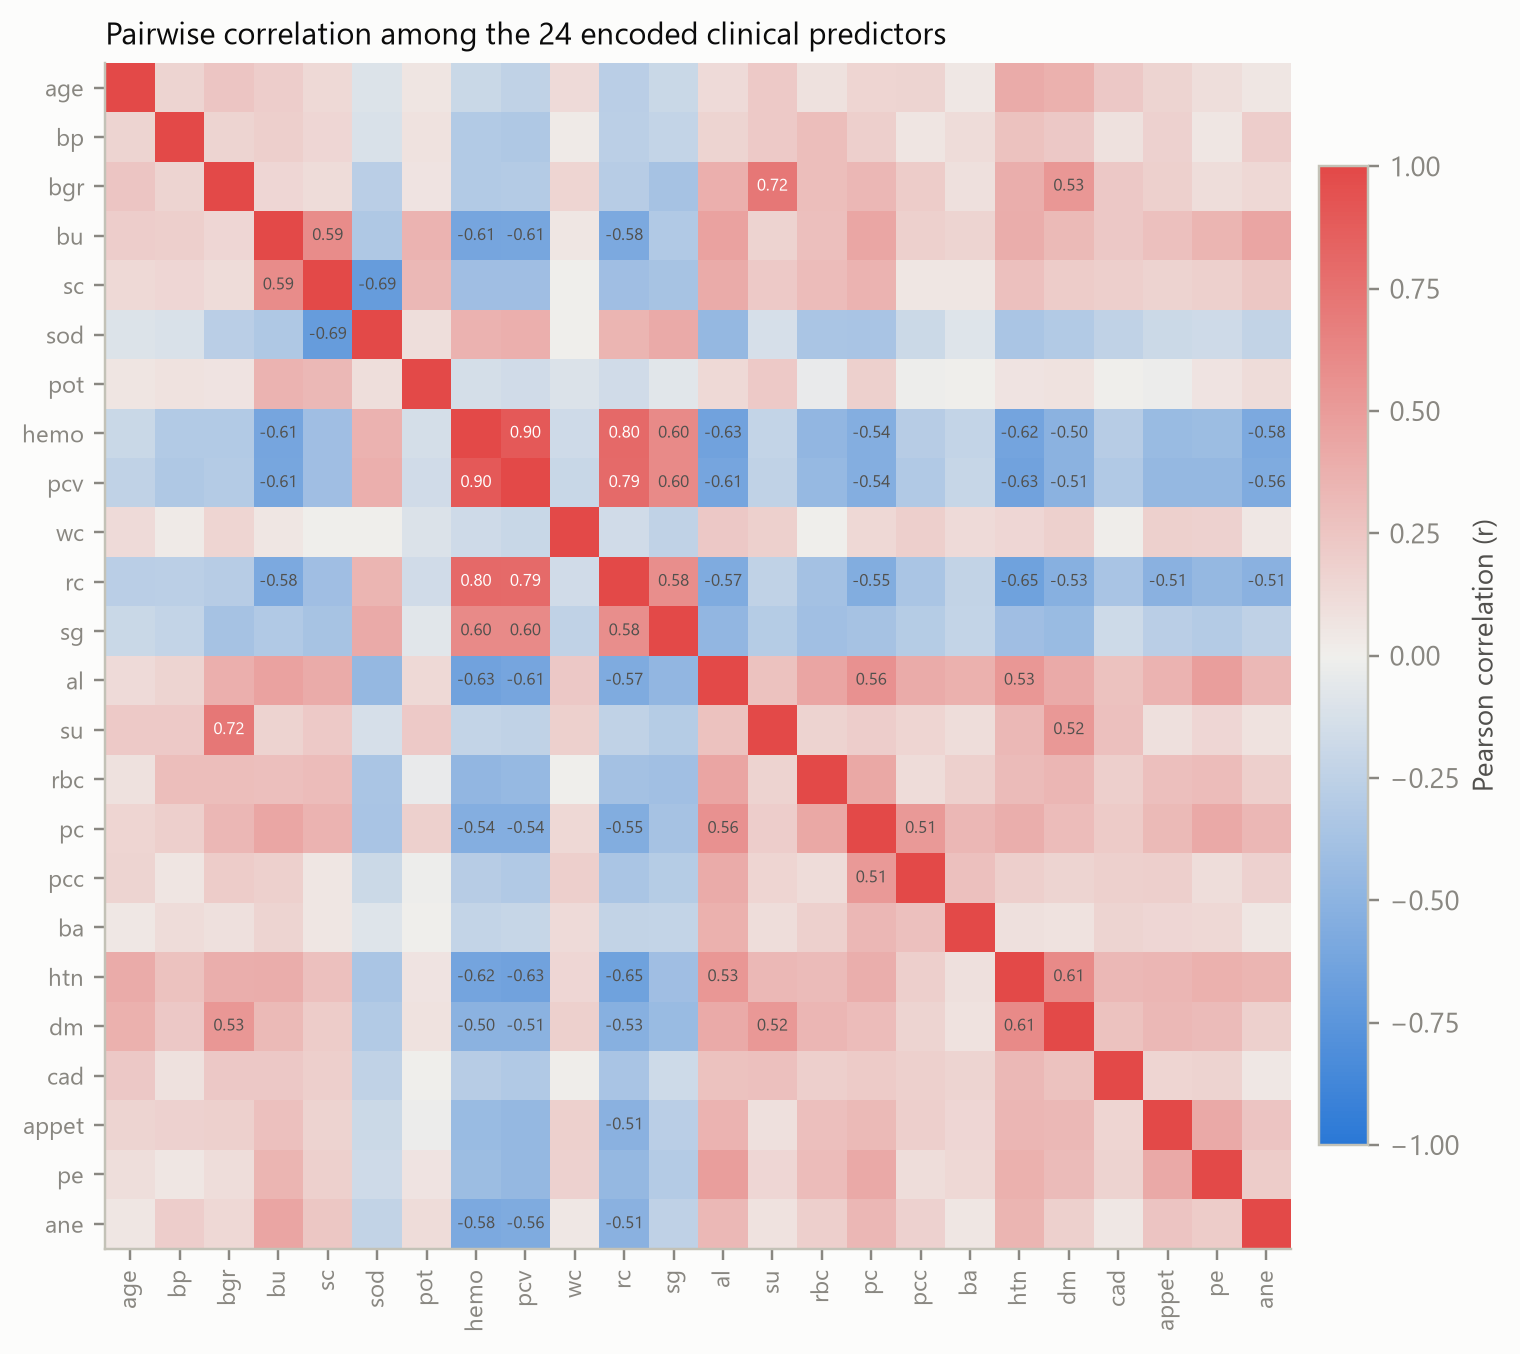 Pairwise correlation among the 24 encoded clinical predictors
age
bp
bgr 0.72 0.53
bu 0.59 -0.61 -0.61 -0.58
sc 0.59 -0.69
sod -0.69
pot
hemo -0.61 0.90 0.80 0.60 -0.63 -0.54 -0.62 -0.50 -0.58
pcv -0.61 0.90 0.79 0.60 -0.61 -0.54 -0.63 -0.51 -0.56
wc
rc -0.58 0.80 0.79 0.58 -0.57 -0.55 -0.65 -0.53 -0.51 -0.51
sg 0.60 0.60 0.58
al -0.63 -0.61 -0.57 0.56 0.53
su 0.72 0.52
rbc
pc -0.54 -0.54 -0.55 0.56 0.51
pcc 0.51
ba
htn -0.62 -0.63 -0.65 0.53 0.61
dm 0.53 -0.50 -0.51 -0.53 0.52 0.61
cad
appet -0.51
pe
ane -0.58 -0.56 -0.51
age bp bgr bu sc sod pot hemo pcv wc rc sg al su rbc pc pcc ba htn dm cad appet pe ane
1.00
0.75
0.50
0.25
0.00
−0.25
−0.50
−0.75
−1.00
Pearson correlation (r)